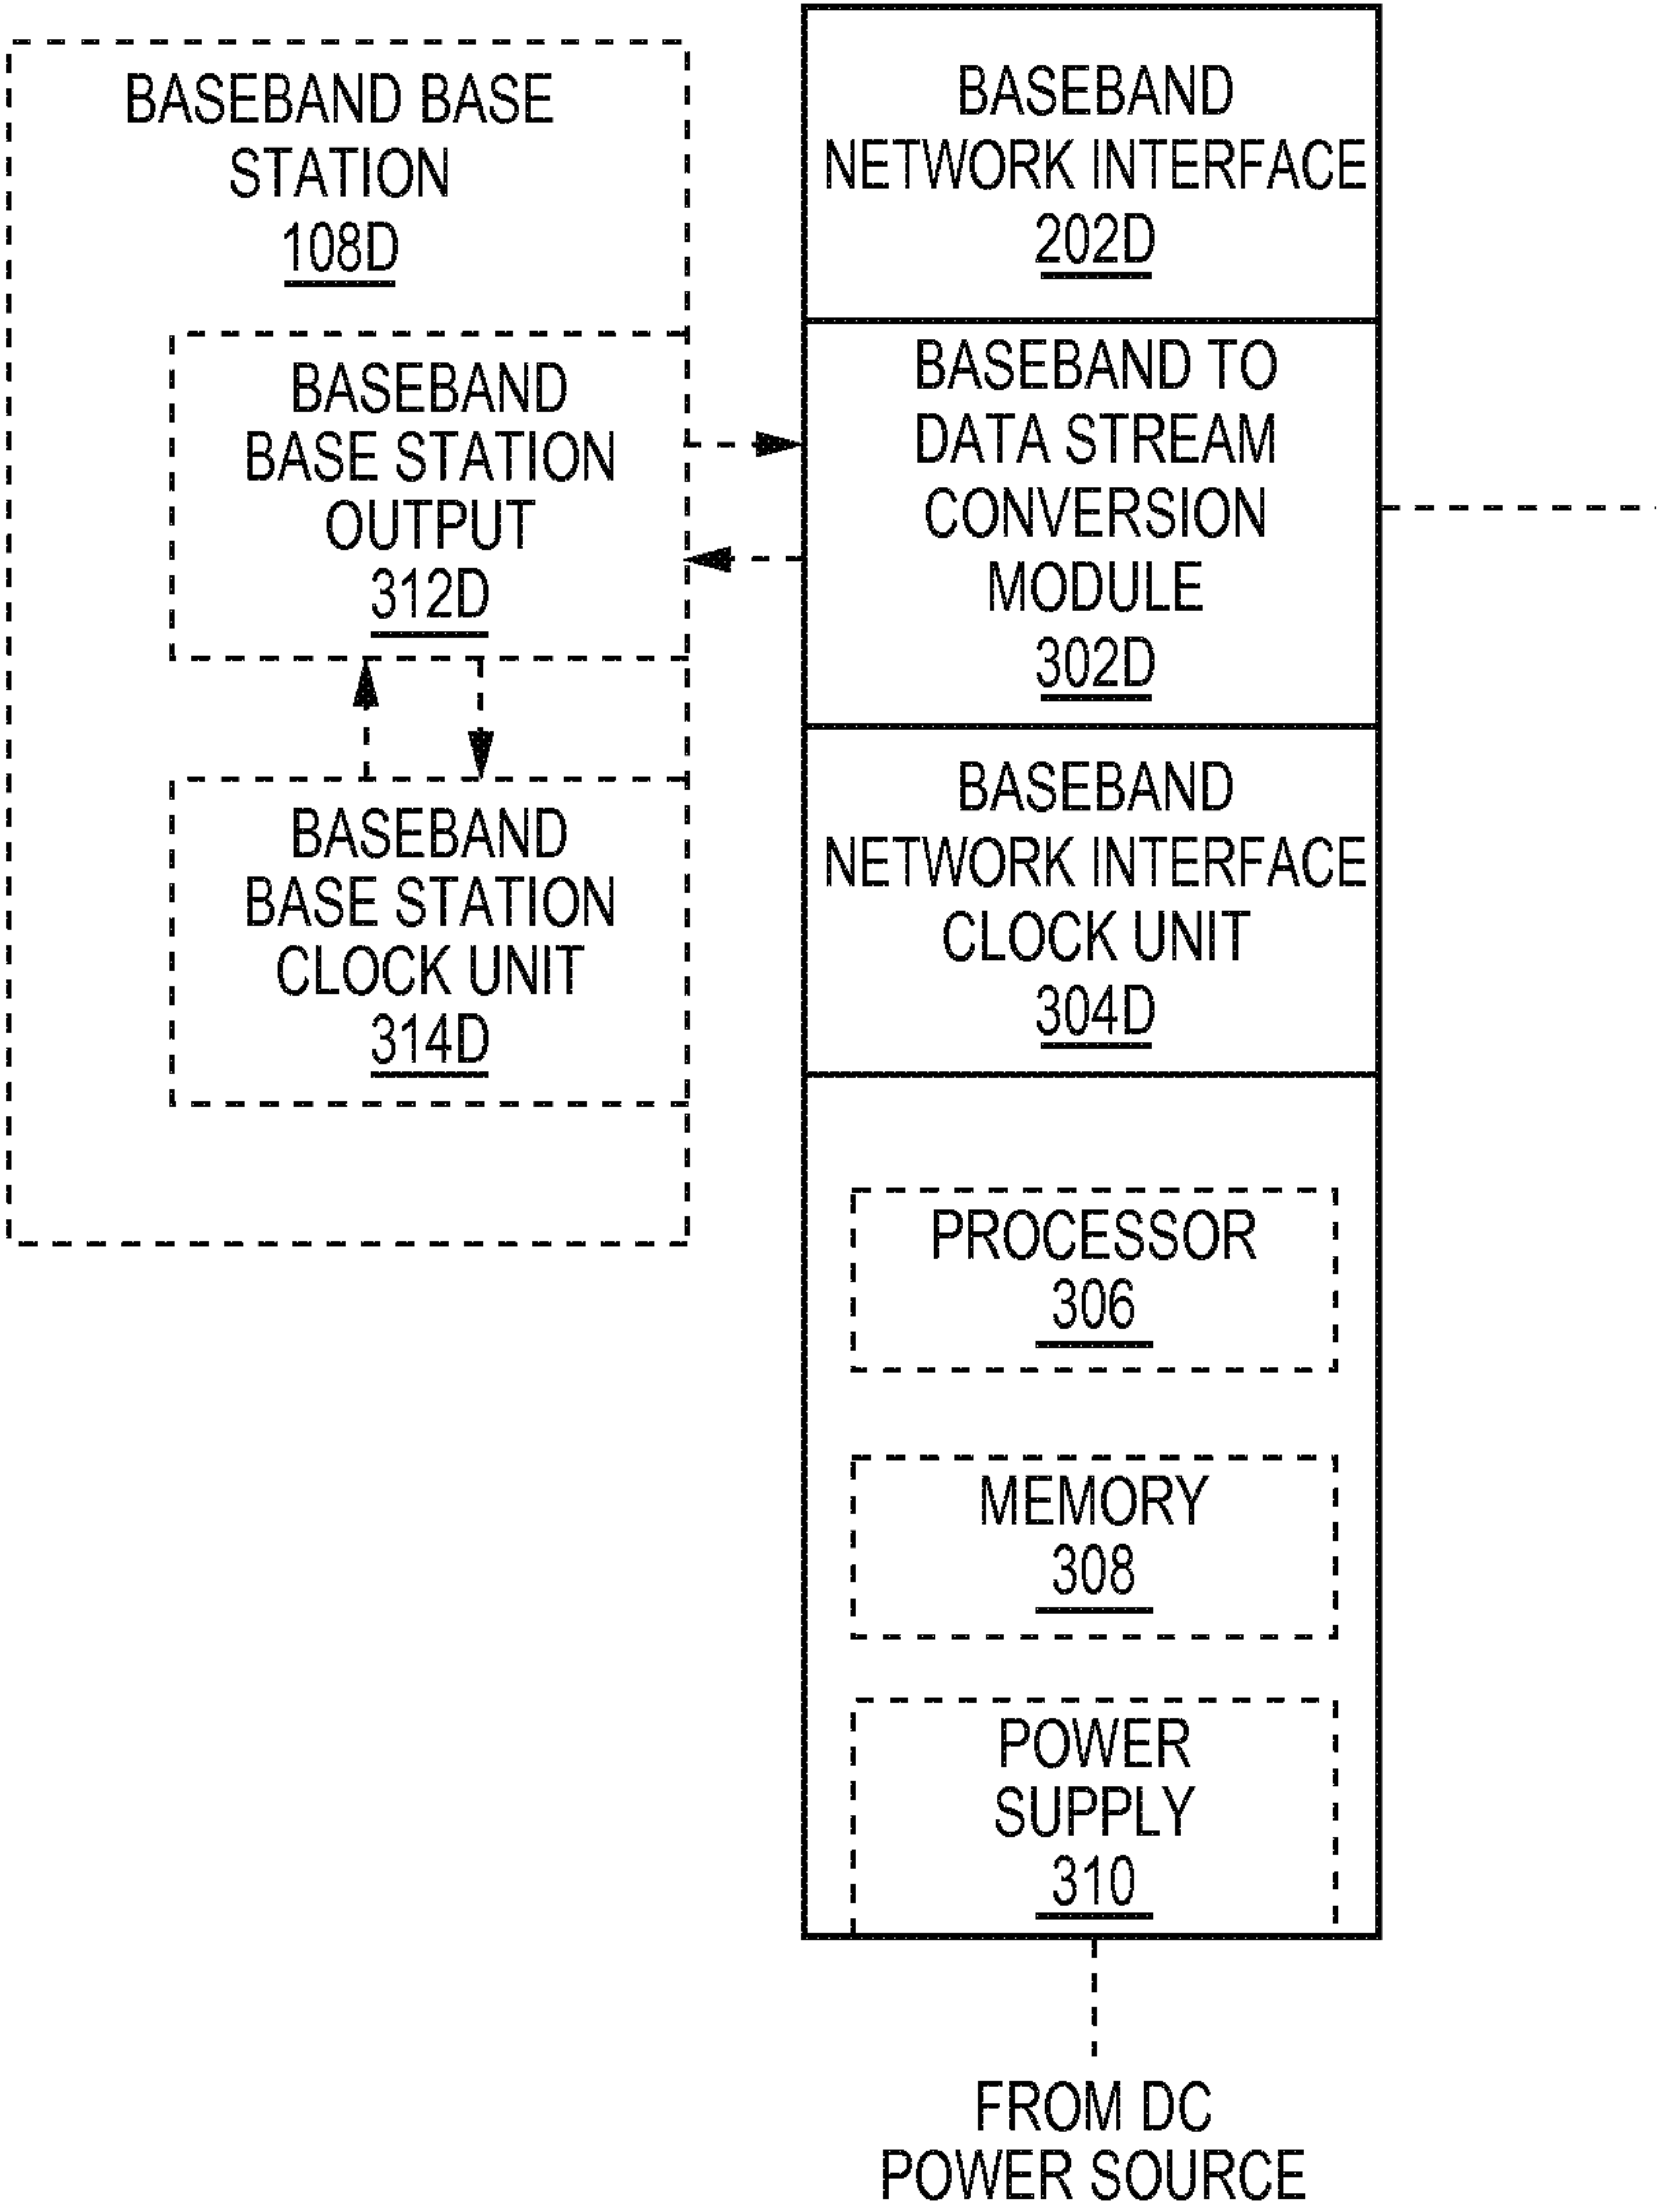 BASEBAND BASE
STATION
108D
BASEBAND
BASE STATION
OUTPUT
312D
BASEBAND
BASE STATION
CLOCK UNIT
314D
BASEBAND
NETWORK INTERFACE
202D
BASEBAND TO
DATA STREAM
CONVERSION
MODULE
302D
BASEBAND
NETWORK INTERFACE
CLOCK UNIT
304D
PROCESSOR
306
MEMORY
308
POWER
SUPPLY
310
FROM DC
POWER SOURCE